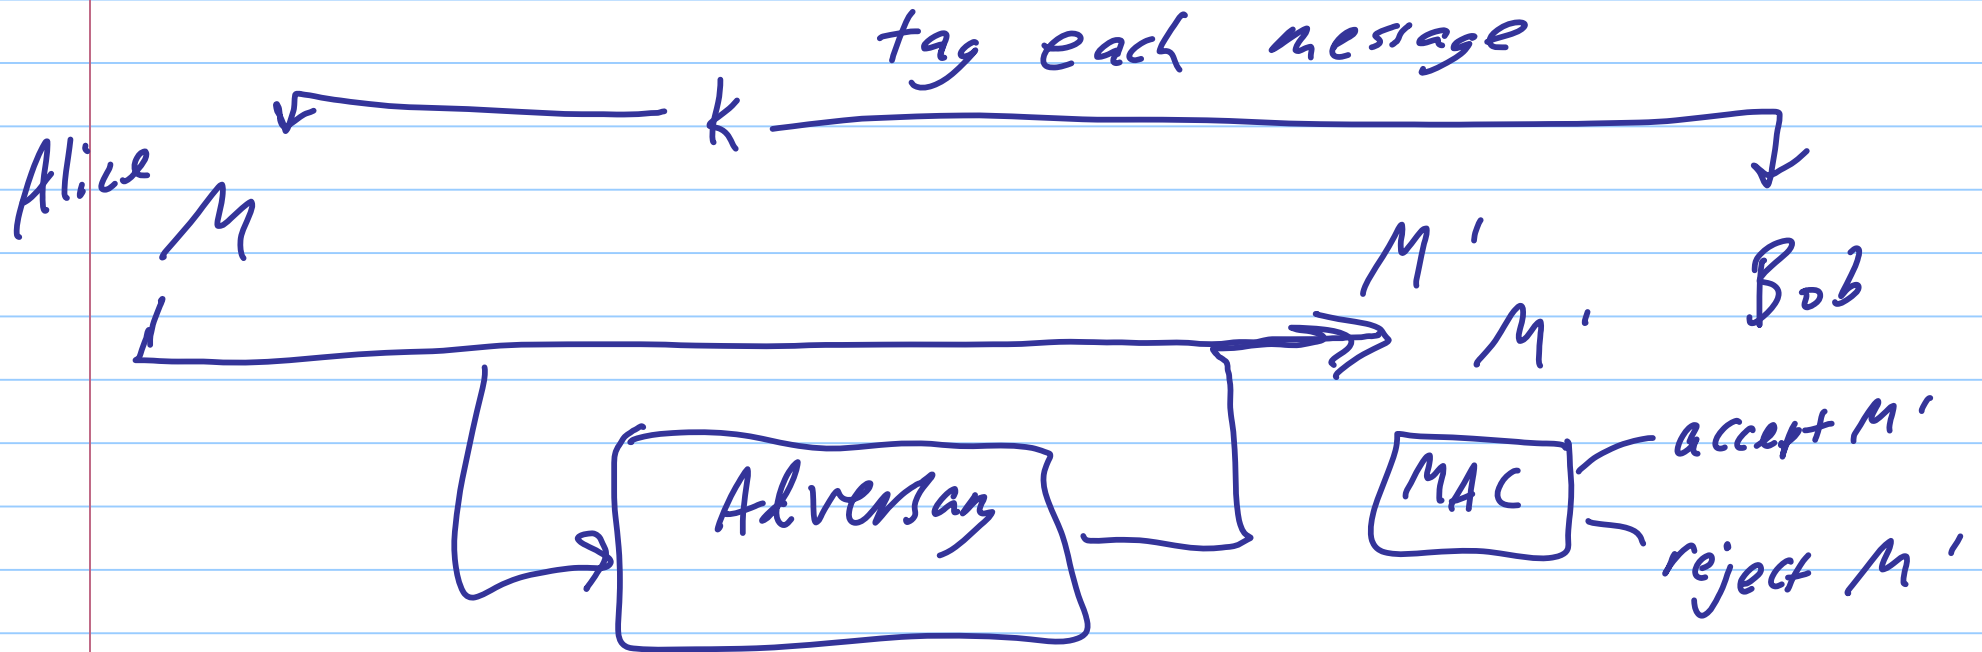 tag each message
K
Alice
M
M'
Bob
M'
accept M'
MAC
Adversary
reject M'